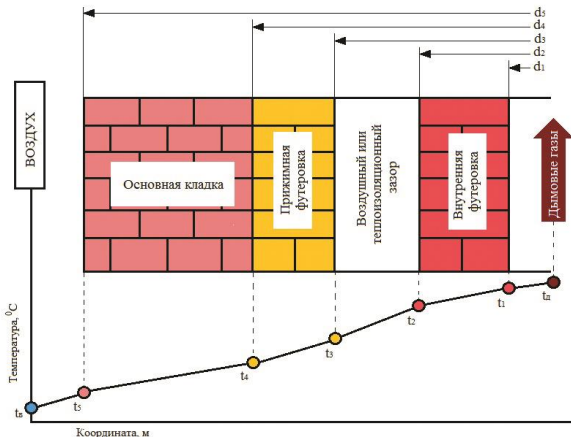 d5
d4
d3
d2
d1
ВОЗДУХ
Основная кладка
Прижимная
футеровка
Воздушный или
теплоизоляционный
зазор
Внутренняя
футеровка
Дымовые газы
Температура, ⁰С
tв
t5
t4
t3
t2
t1
tд
Координата, м